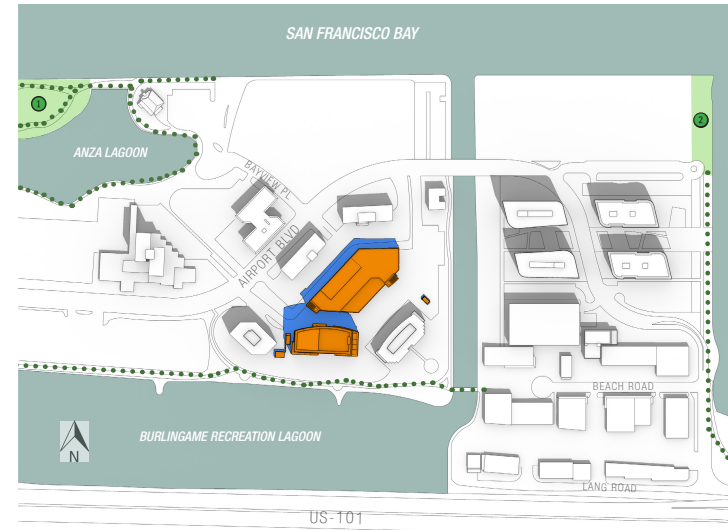 SAN FRANCISCO BAY
1
2
ANZA LAGOON
BAYVIEW PL
AIRPORT BLVD
BEACH ROAD
BURLINGAME RECREATION LAGOON
N
LANG ROAD
US-101